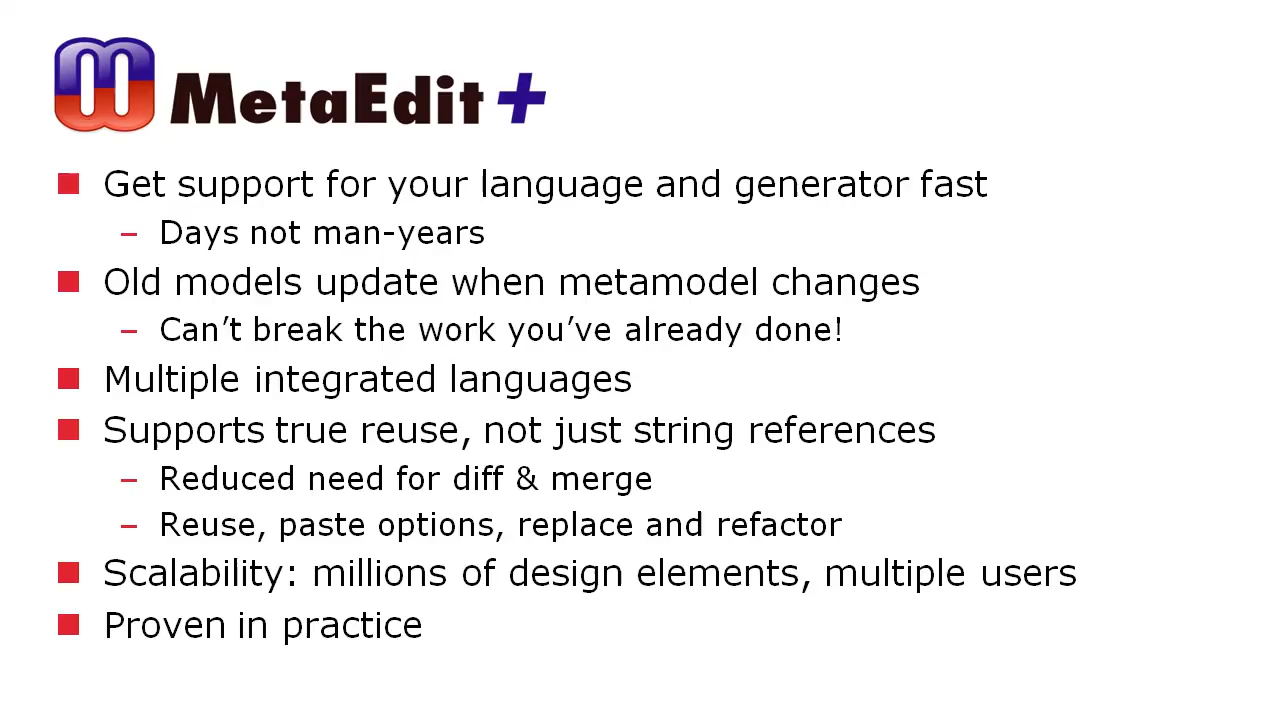 MetaEdit+
Get support for your language and generator fast
– Days not man-years
Old models update when metamodel changes
– Can’t break the work you’ve already done!
Multiple integrated languages
Supports true reuse, not just string references
– Reduced need for diff & merge
– Reuse, paste options, replace and refactor
Scalability: millions of design elements, multiple users
Proven in practice